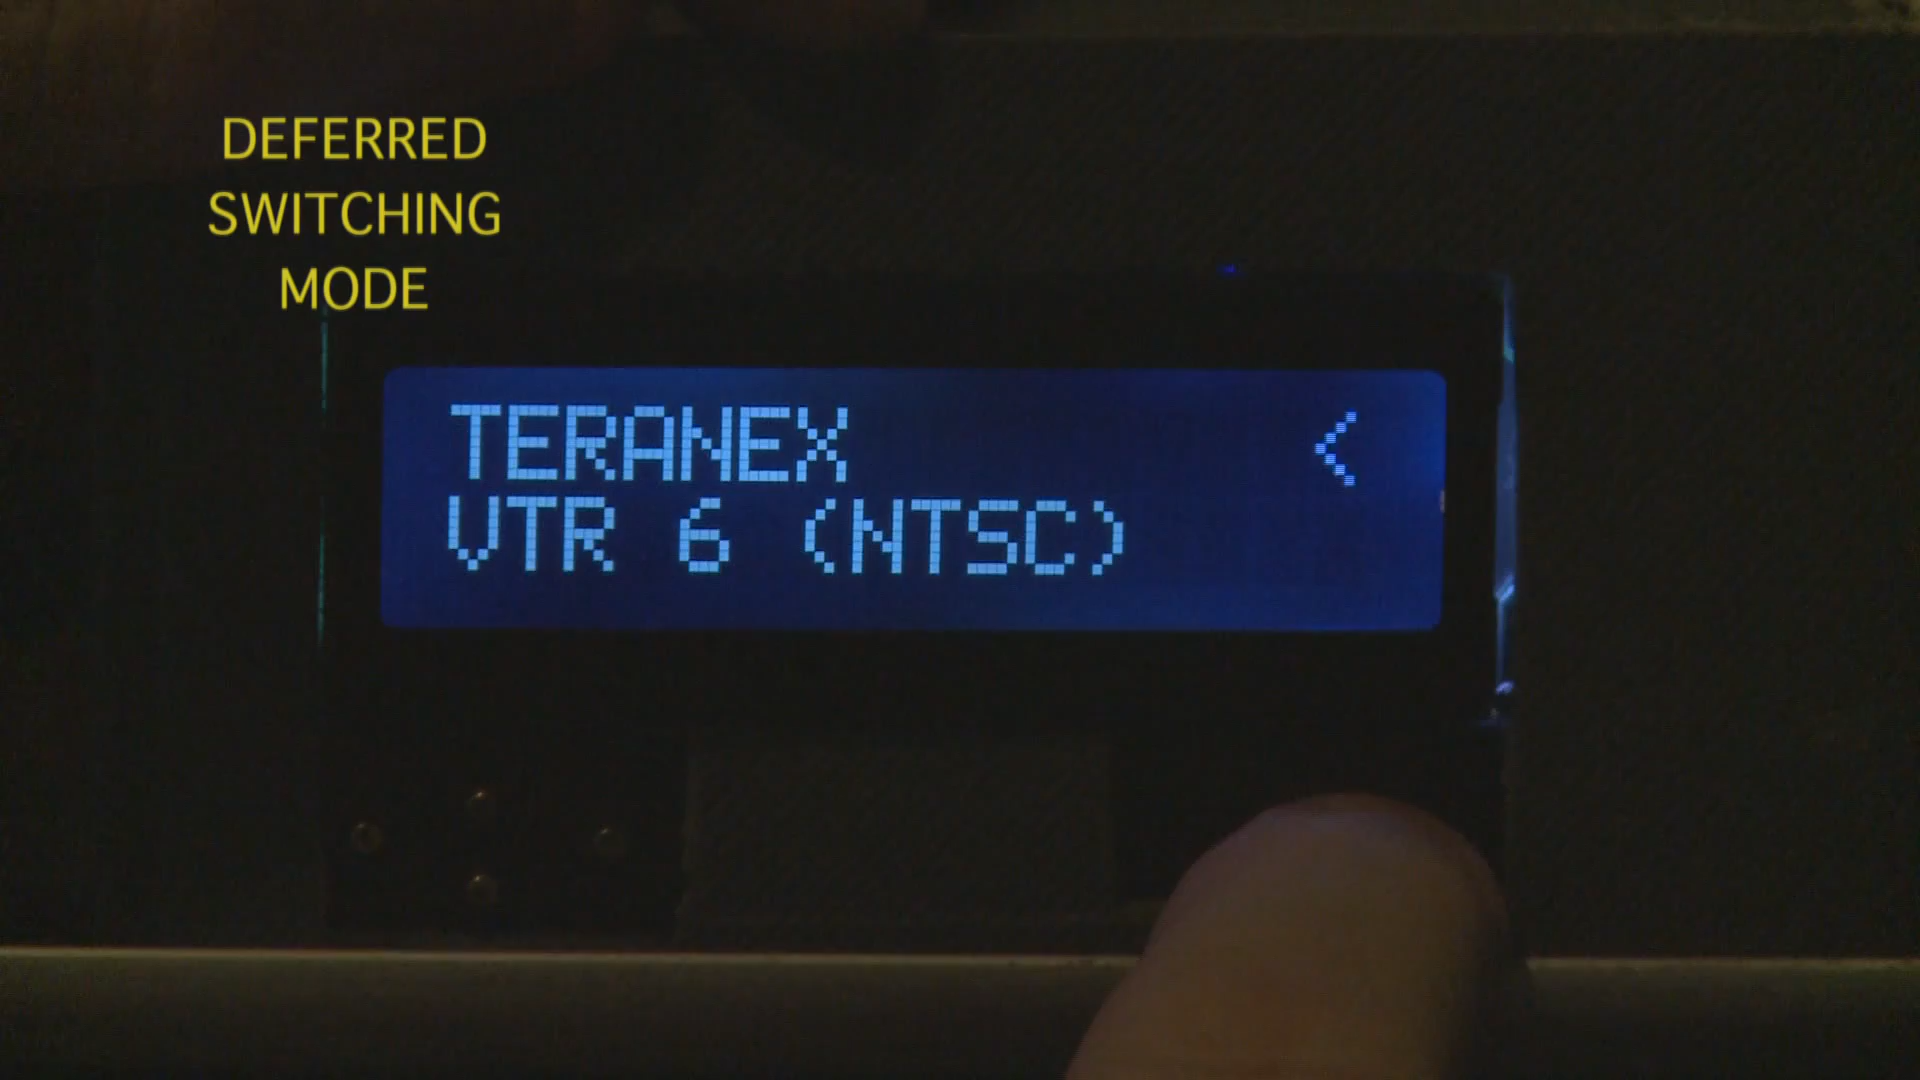 DEFERRED
SWITCHING
MODE
TERANEX <
VTR 6 (NTSC)